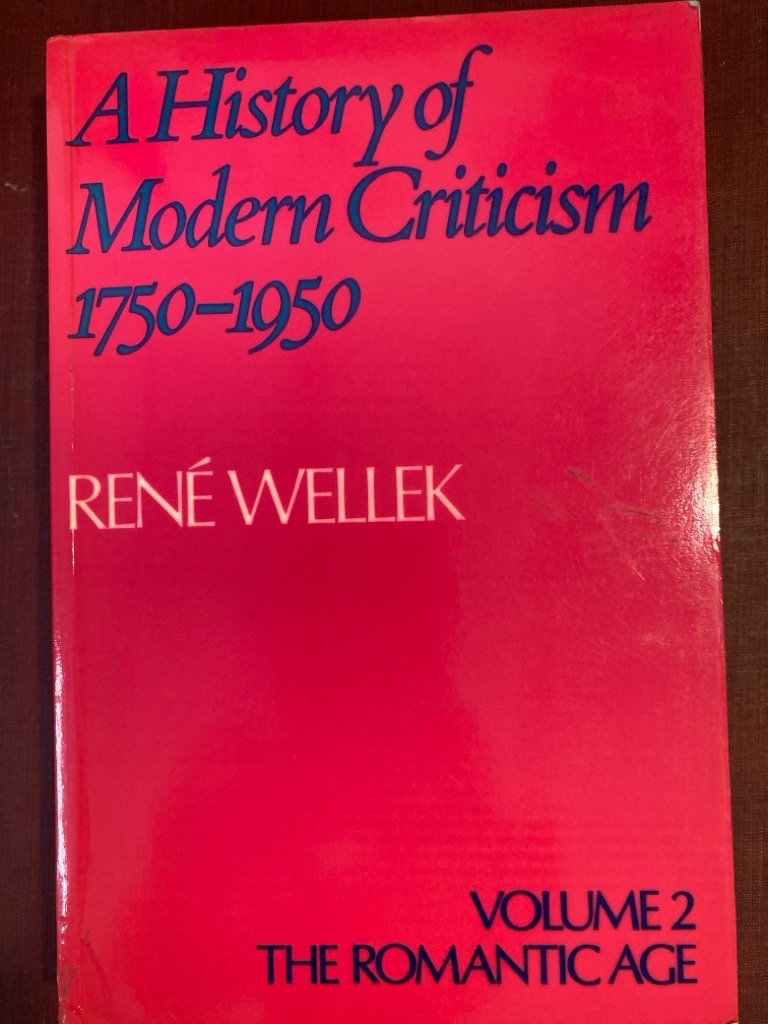 A History of
Modern Criticism
1750–1950
RENÉ WELLEK
VOLUME 2
THE ROMANTIC AGE